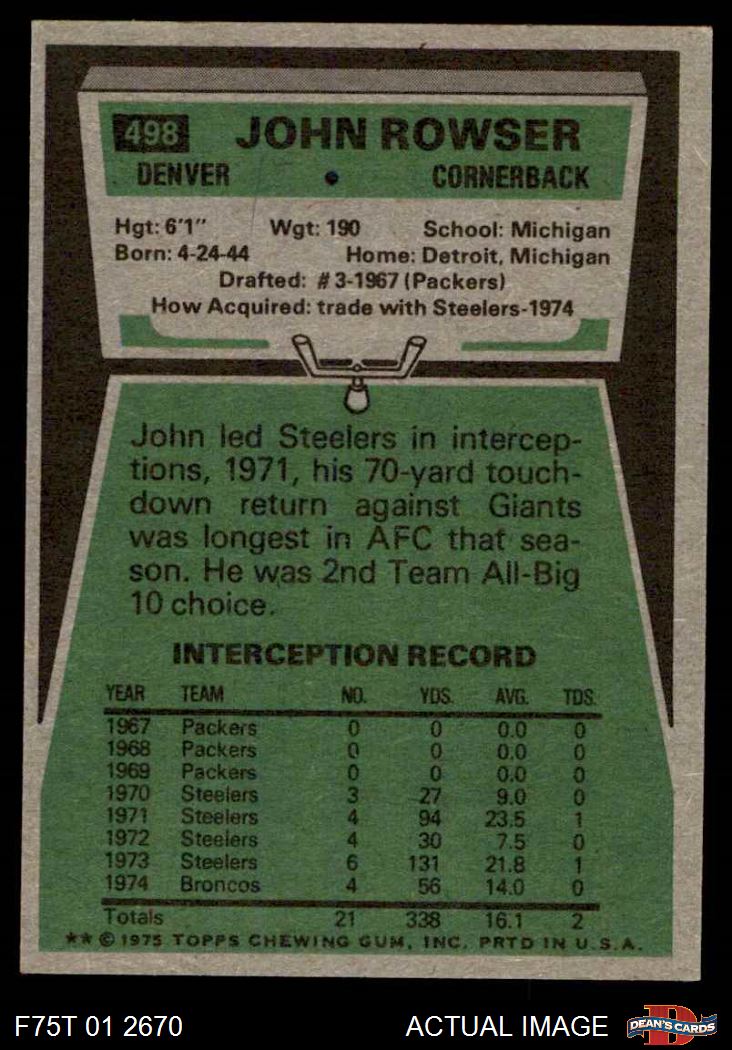 498 JOHN ROWSER
DENVER • CORNERBACK
Hgt: 6'1" Wgt: 190 School: Michigan
Born: 4-24-44 Home: Detroit, Michigan
Drafted: #3-1967 (Packers)
How Acquired: trade with Steelers-1974
John led Steelers in intercep-
tions, 1971, his 70-yard touch-
down return against Giants
was longest in AFC that sea-
son. He was 2nd Team All-Big
10 choice.
INTERCEPTION RECORD
YEAR TEAM NO. YDS. AVG. TDS.
1967 Packers 0 0 0.0 0
1968 Packers 0 0 0.0 0
1969 Packers 0 0 0.0 0
1970 Steelers 3 27 9.0 0
1971 Steelers 4 94 23.5 1
1972 Steelers 4 30 7.5 0
1973 Steelers 6 131 21.8 1
1974 Broncos 4 56 14.0 0
Totals 21 338 16.1 2
** © 1975 TOPPS CHEWING GUM, INC. PRTD IN U.S.A.
F75T 01 2670 ACTUAL IMAGE DEAN'S CARDS